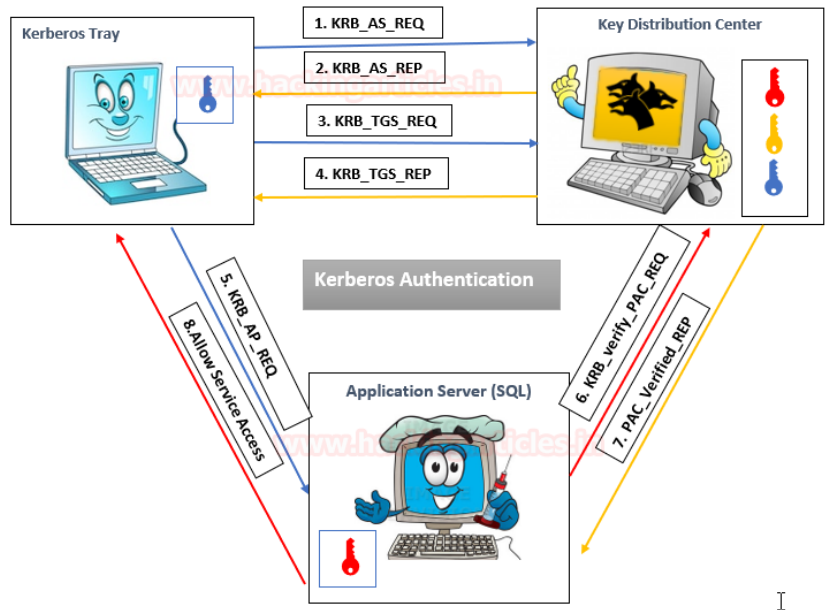 Kerberos Tray
1. KRB_AS_REQ
Key Distribution Center
2. KRB_AS_REP
www.hackingarticles.in
3. KRB_TGS_REQ
4. KRB_TGS_REP
Kerberos Authentication
5. KRB_AP_REQ
8.Allow Service Access
6. KRB_verify_PAC_REQ
7. PAC_Verified_REP
Application Server (SQL)
www.hackingarticles.in